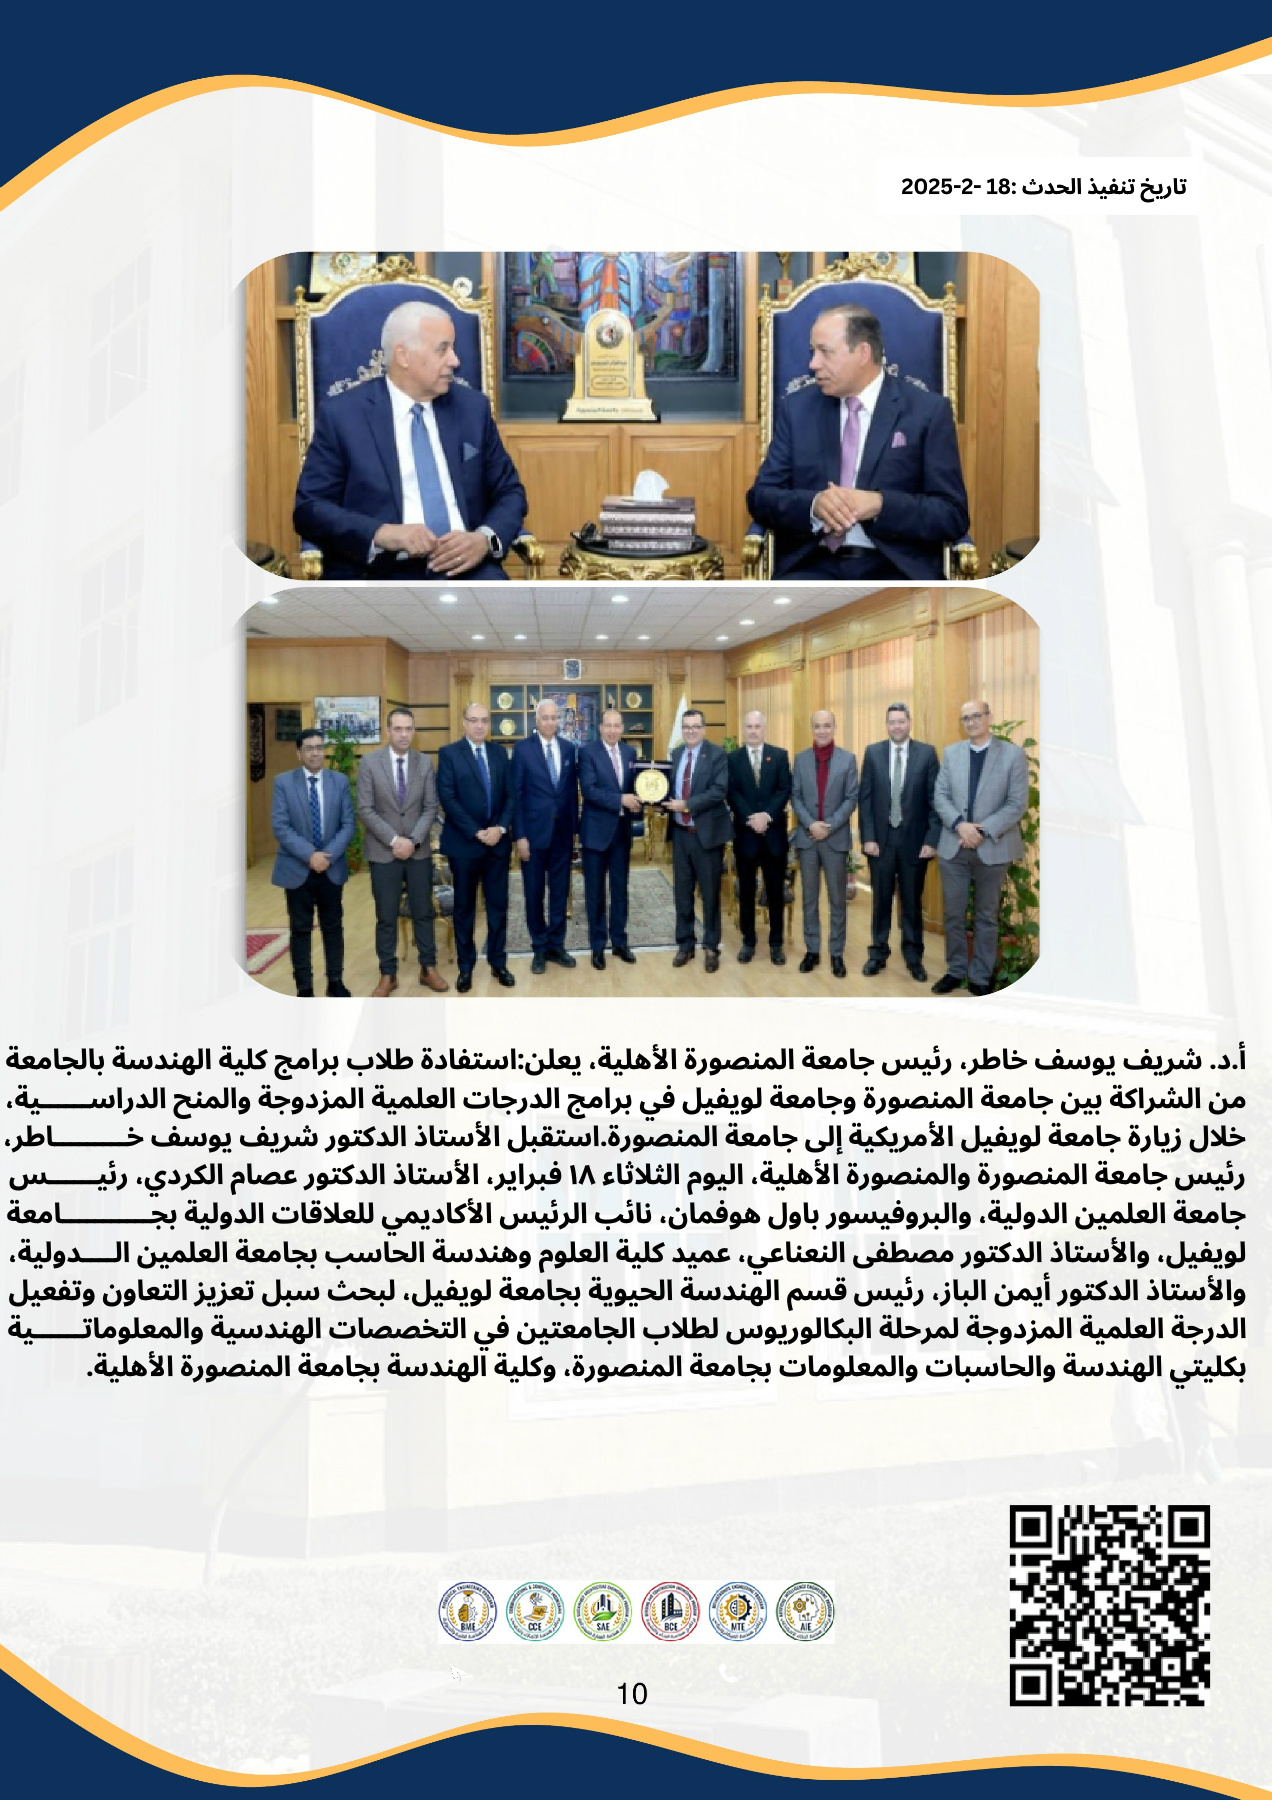 تاريخ تنفيذ الحدث :18 -2-2025
أ.د. شريف يوسف خاطر، رئيس جامعة المنصورة الأهلية، يعلن:استفادة طلاب برامج كلية الهندسة بالجامعة
من الشراكة بين جامعة المنصورة وجامعة لويفيل في برامج الدرجات العلمية المزدوجة والمنح الدراســـــية،
خلال زيارة جامعة لويفيل الأمريكية إلى جامعة المنصورة.استقبل الأستاذ الدكتور شريف يوسف خــــــــاطر،
رئيس جامعة المنصورة والمنصورة الأهلية، اليوم الثلاثاء ١٨ فبراير، الأستاذ الدكتور عصام الكردي، رئيـــــس
جامعة العلمين الدولية، والبروفيسور باول هوفمان، نائب الرئيس الأكاديمي للعلاقات الدولية بجــــــــــامعة
لويفيل، والأستاذ الدكتور مصطفى النعناعي، عميد كلية العلوم وهندسة الحاسب بجامعة العلمين الــــدولية،
والأستاذ الدكتور أيمن الباز، رئيس قسم الهندسة الحيوية بجامعة لويفيل، لبحث سبل تعزيز التعاون وتفعيل
الدرجة العلمية المزدوجة لمرحلة البكالوريوس لطلاب الجامعتين في التخصصات الهندسية والمعلوماتـــــية
بكليتي الهندسة والحاسبات والمعلومات بجامعة المنصورة، وكلية الهندسة بجامعة المنصورة الأهلية.
BME
CCE
SAE
BCE
MTE
AIE
10